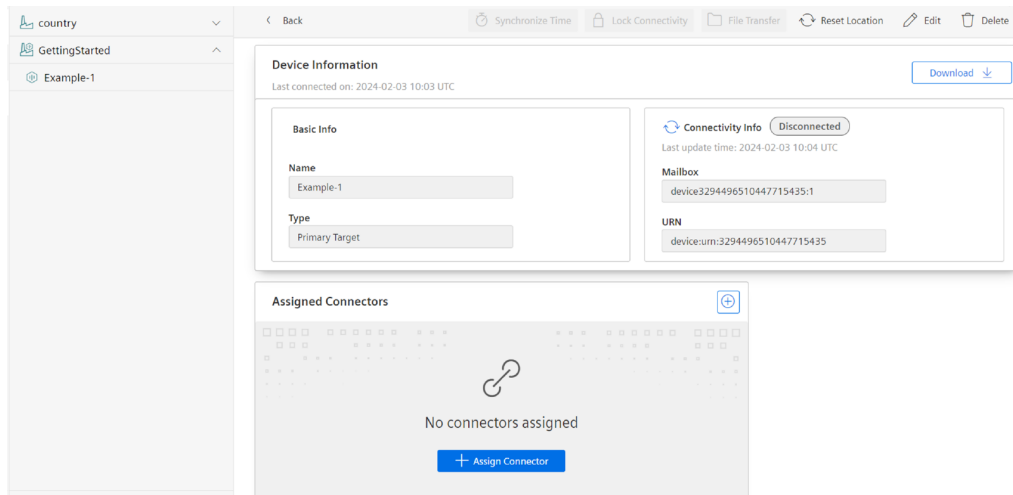 country
GettingStarted
Example-1
Back
Synchronize Time
Lock Connectivity
File Transfer
Reset Location
Edit
Delete
Device Information
Last connected on: 2024-02-03 10:03 UTC
Download
Basic Info
Name
Example-1
Type
Primary Target
Connectivity Info
Disconnected
Last update time: 2024-02-03 10:04 UTC
Mailbox
device3294496510447715435:1
URN
device:urn:3294496510447715435
Assigned Connectors
No connectors assigned
Assign Connector